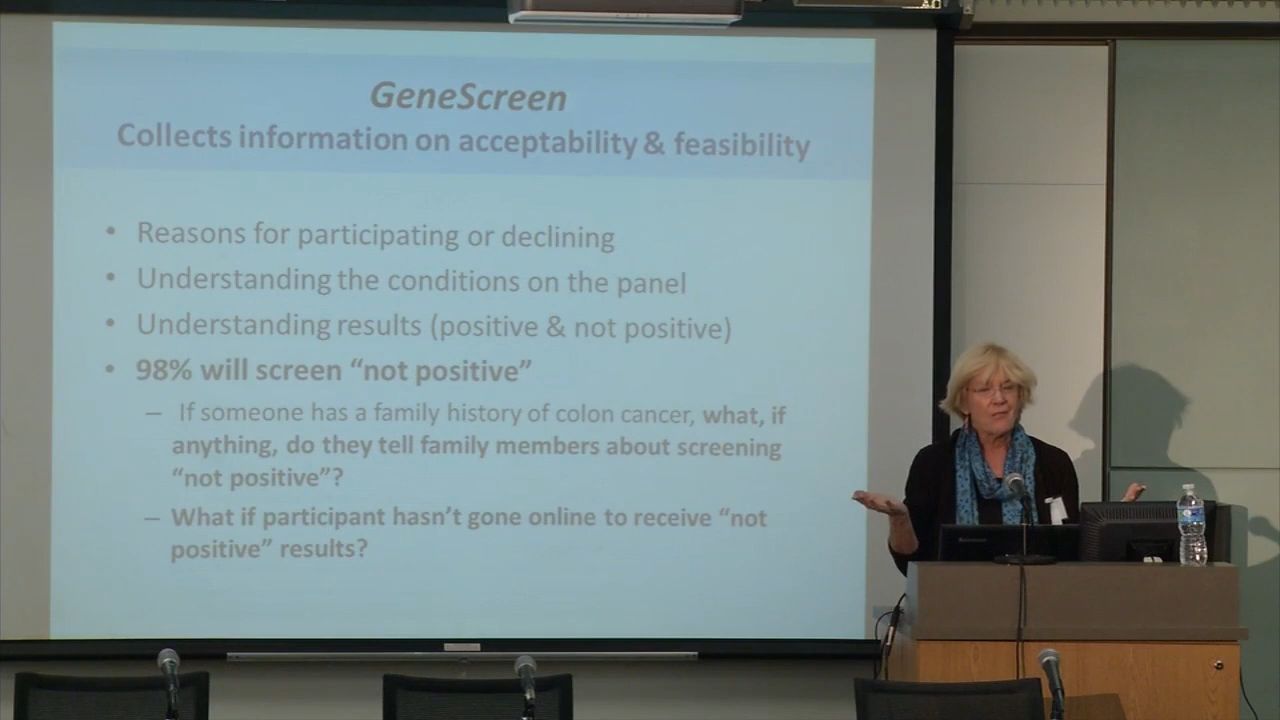 GeneScreen
Collects information on acceptability & feasibility
• Reasons for participating or declining
• Understanding the conditions on the panel
• Understanding results (positive & not positive)
• 98% will screen “not positive”
– If someone has a family history of colon cancer, what, if
anything, do they tell family members about screening
“not positive”?
– What if participant hasn’t gone online to receive “not
positive” results?